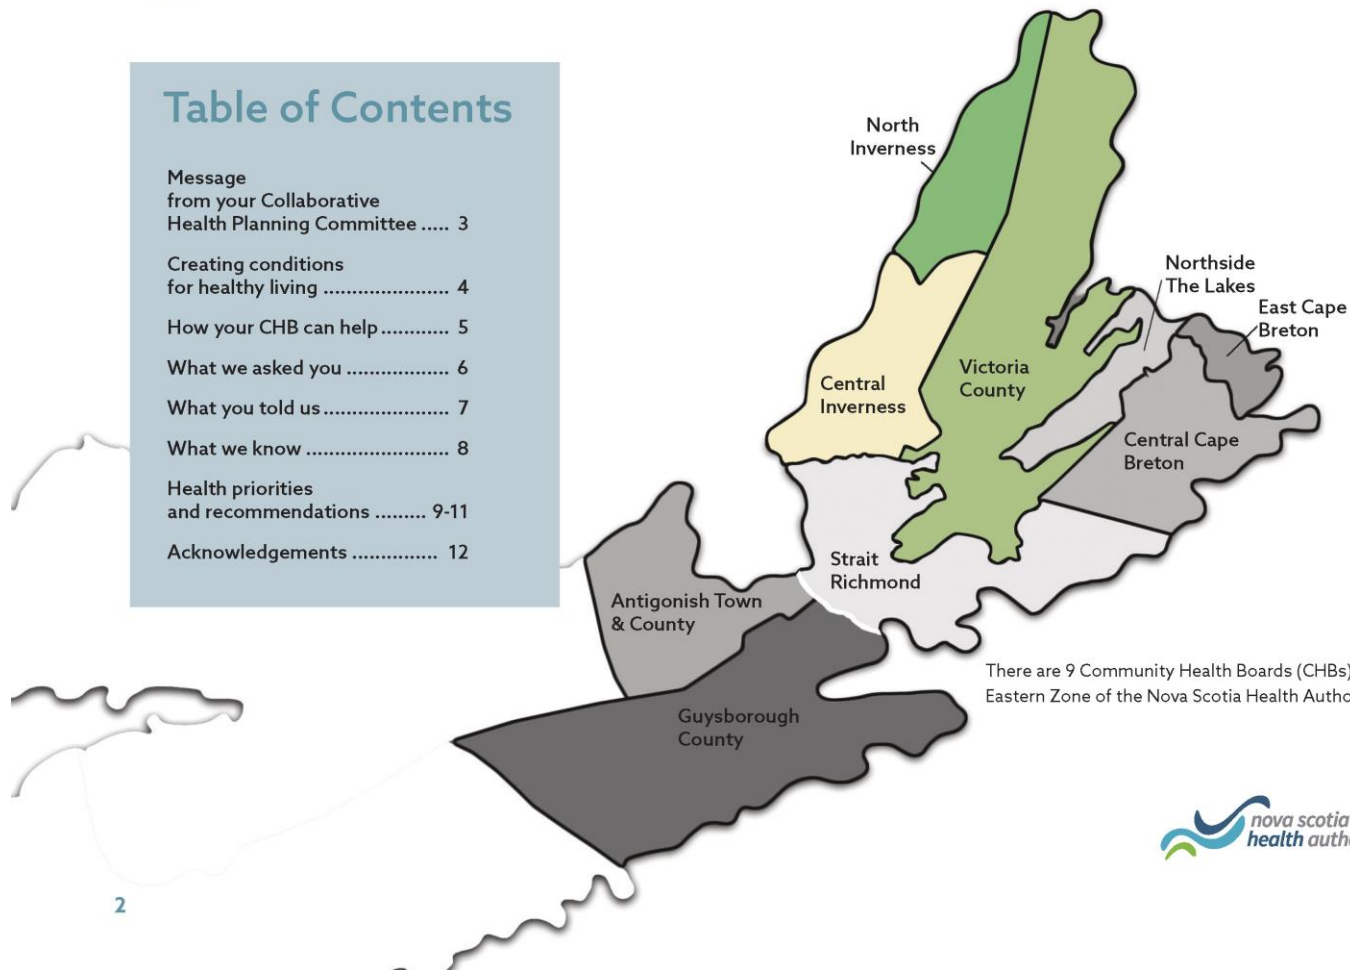 Table of Contents
Message
from your Collaborative
Health Planning Committee ..... 3
Creating conditions
for healthy living ...................... 4
How your CHB can help ............ 5
What we asked you .................. 6
What you told us ...................... 7
What we know ......................... 8
Health priorities
and recommendations ......... 9-11
Acknowledgements ............... 12
North
Inverness
Northside
The Lakes
East Cape
Breton
Central
Inverness
Victoria
County
Central Cape
Breton
Strait
Richmond
Antigonish Town
& County
Guysborough
County
There are 9 Community Health Boards (CHBs)
Eastern Zone of the Nova Scotia Health Autho
nova scotia
health autho
2